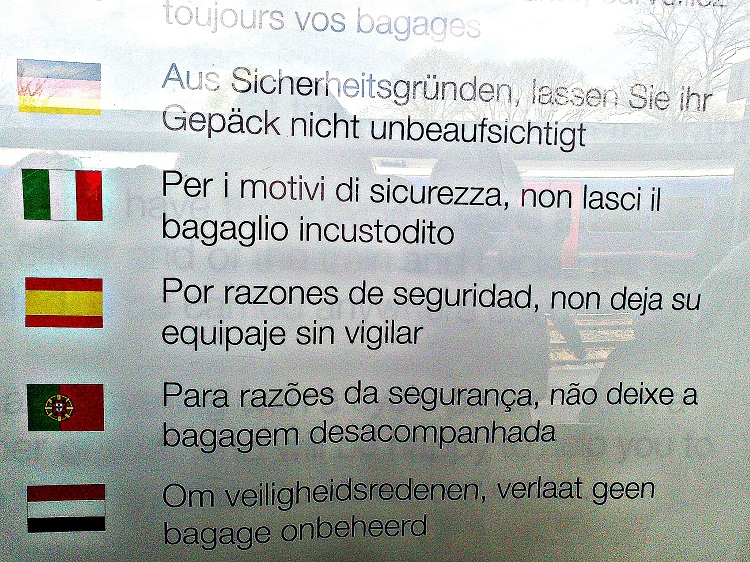 toujours vos bagages
Aus Sicherheitsgründen, lassen Sie ihr
Gepäck nicht unbeaufsichtigt
Per i motivi di sicurezza, non lasci il
bagaglio incustodito
Por razones de seguridad, non deja su
equipaje sin vigilar
Para razões da segurança, não deixe a
bagagem desacompanhada
Om veiligheidsredenen, verlaat geen
bagage onbeheerd